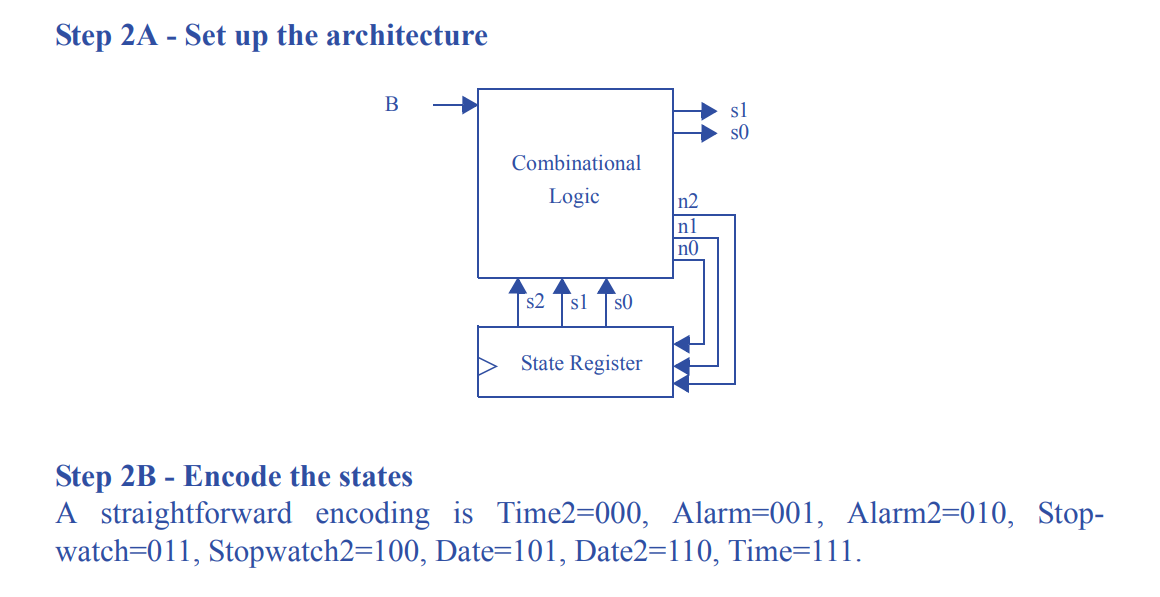 Step 2A - Set up the architecture
B
s1
s0
Combinational
Logic
n2
n1
n0
s2
s1
s0
State Register
Step 2B - Encode the states
A straightforward encoding is Time2=000, Alarm=001, Alarm2=010, Stop-
watch=011, Stopwatch2=100, Date=101, Date2=110, Time=111.